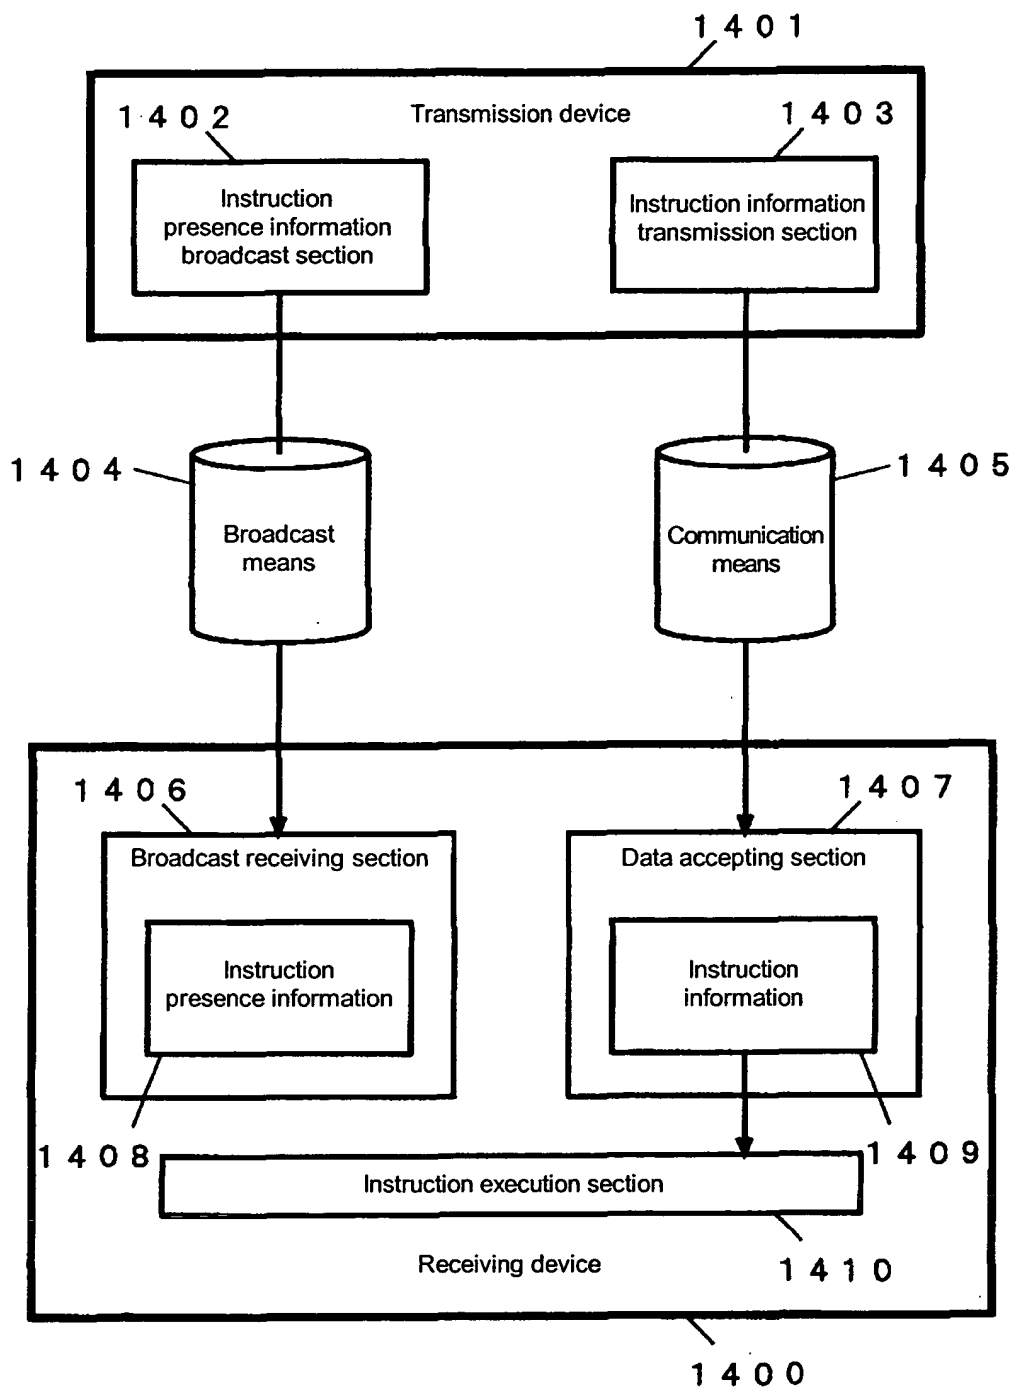 1401
1402
Transmission device
1403
Instruction
presence information
broadcast section
Instruction information
transmission section
1404
Broadcast
means
Communication
means
1405
1406
1407
Broadcast receiving section
Data accepting section
Instruction
presence information
Instruction
information
1408
1409
Instruction execution section
Receiving device
1410
1400